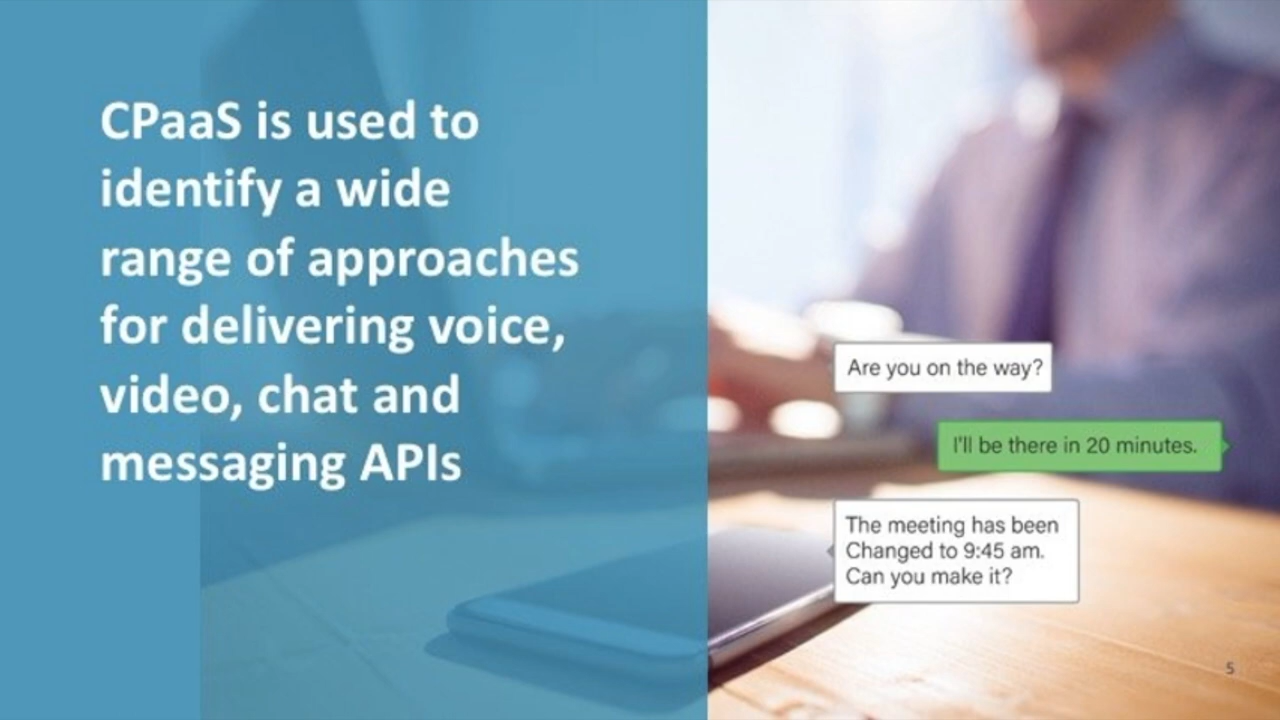 CPaaS is used to
identify a wide
range of approaches
for delivering voice,
video, chat and
messaging APIs
Are you on the way?
I'll be there in 20 minutes.
The meeting has been
Changed to 9:45 am.
Can you make it?
5